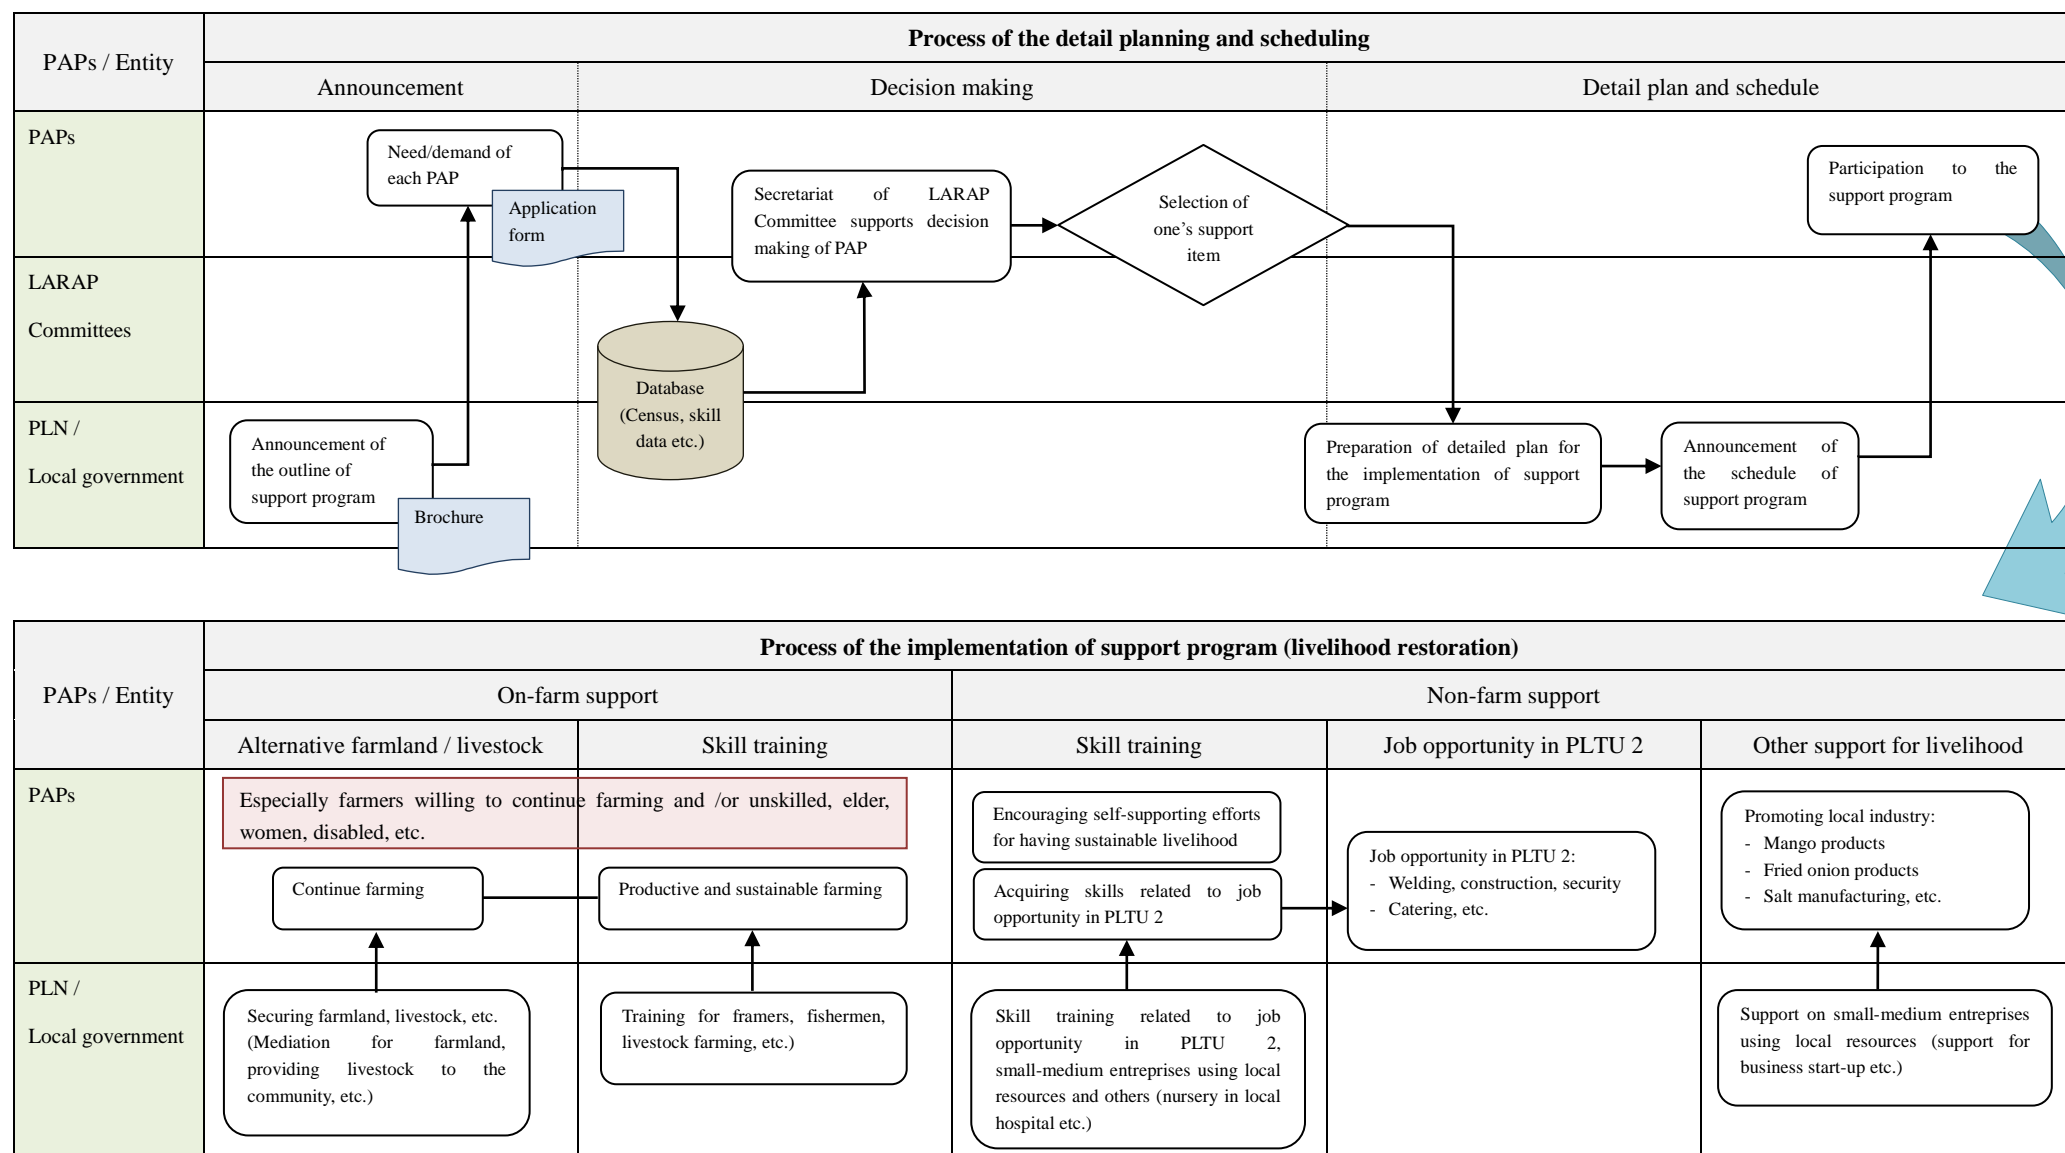 PAPs / Entity
Process of the detail planning and scheduling
Announcement
Decision making
Detail plan and schedule
PAPs
Need/demand of
each PAP
Application
form
Secretariat of LARAP
Committee supports decision
making of PAP
Selection of
one's support
item
Participation to the
support program
LARAP
Committees
Database
(Census, skill
data etc.)
PLN /
Local government
Announcement of
the outline of
support program
Brochure
Preparation of detailed plan for
the implementation of support
program
Announcement of
the schedule of
support program
PAPs / Entity
Process of the implementation of support program (livelihood restoration)
On-farm support
Non-farm support
Alternative farmland / livestock
Skill training
Skill training
Job opportunity in PLTU 2
Other support for livelihood
PAPs
Especially farmers willing to continue farming and /or unskilled, elder,
women, disabled, etc.
Continue farming
Productive and sustainable farming
Encouraging self-supporting efforts
for having sustainable livelihood
Acquiring skills related to job
opportunity in PLTU 2
Job opportunity in PLTU 2:
- Welding, construction, security
- Catering, etc.
Promoting local industry:
- Mango products
- Fried onion products
- Salt manufacturing, etc.
PLN /
Local government
Securing farmland, livestock, etc.
(Mediation for farmland,
providing livestock to the
community, etc.)
Training for framers, fishermen,
livestock farming, etc.)
Skill training related to job
opportunity in PLTU 2,
small-medium entreprises using local
resources and others (nursery in local
hospital etc.)
Support on small-medium entreprises
using local resources (support for
business start-up etc.)